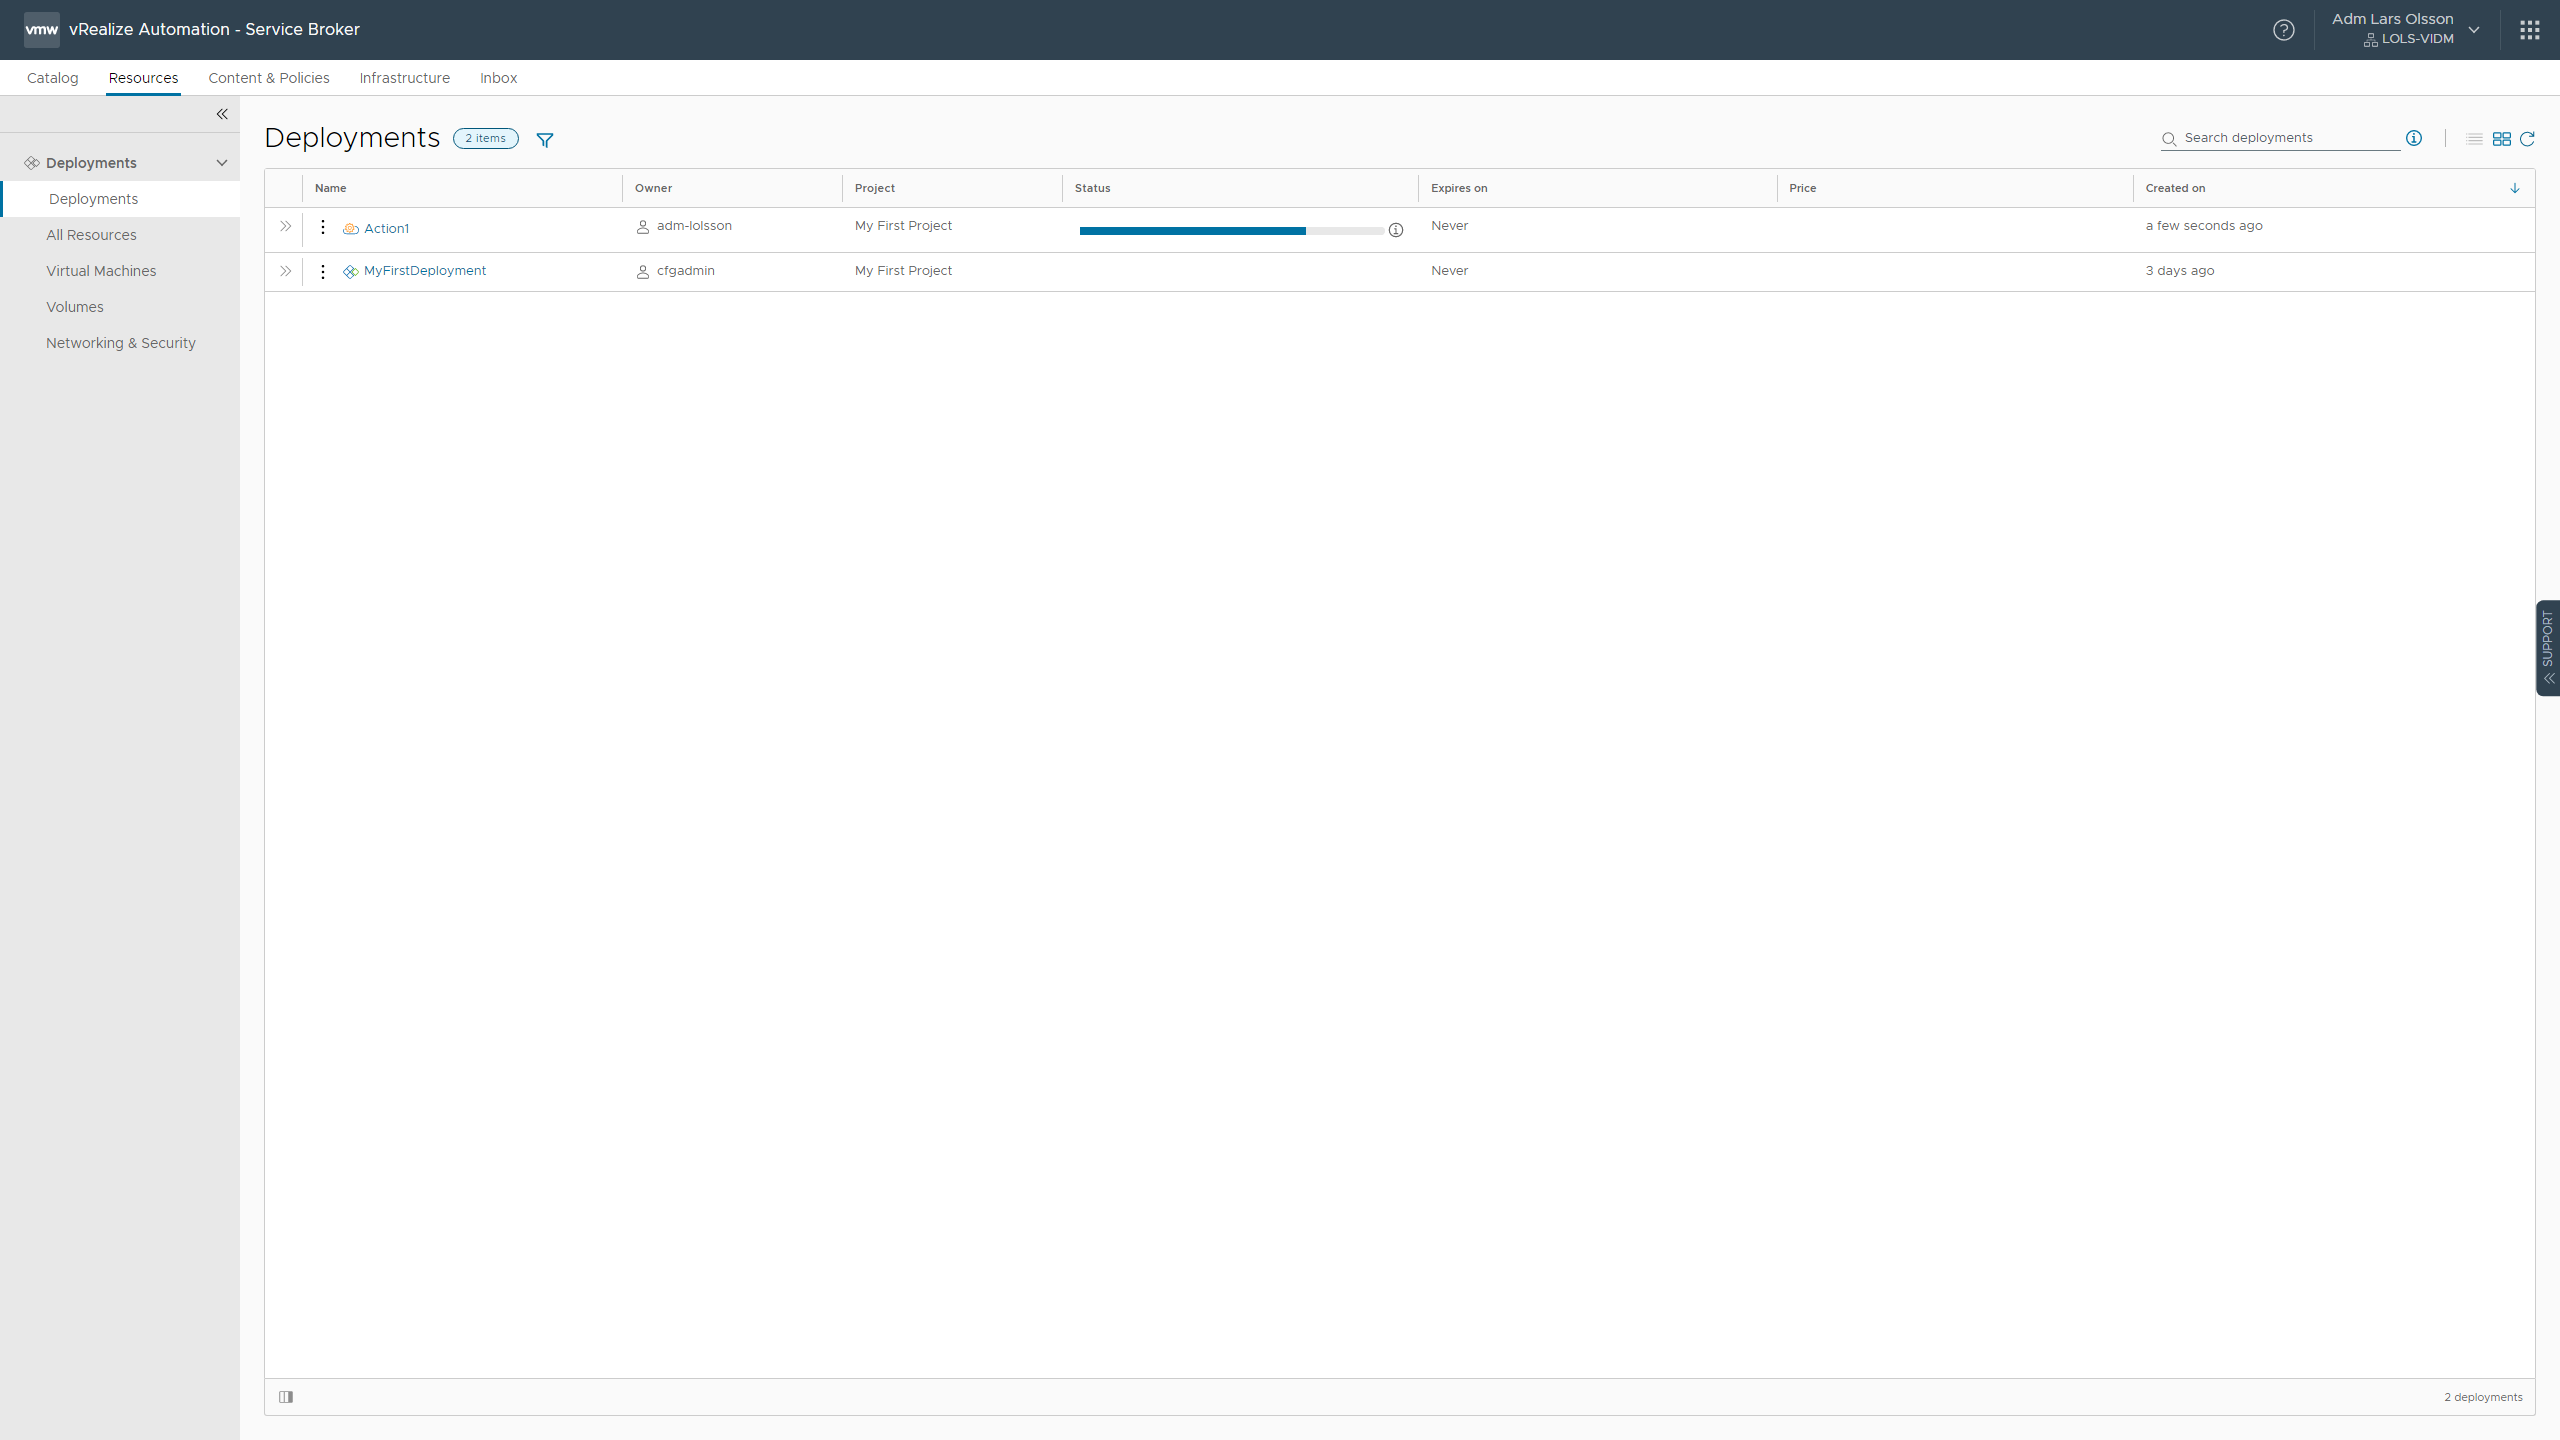 vmw vRealize Automation - Service Broker
Adm Lars Olsson
LOLS-VIDM
Catalog Resources Content & Policies Infrastructure Inbox
Deployments
Deployments
All Resources
Virtual Machines
Volumes
Networking & Security
Deployments 2 items
Search deployments
Name Owner Project Status Expires on Price Created on
Action1 adm-lolsson My First Project Never a few seconds ago
MyFirstDeployment cfgadmin My First Project Never 3 days ago
SUPPORT
2 deployments